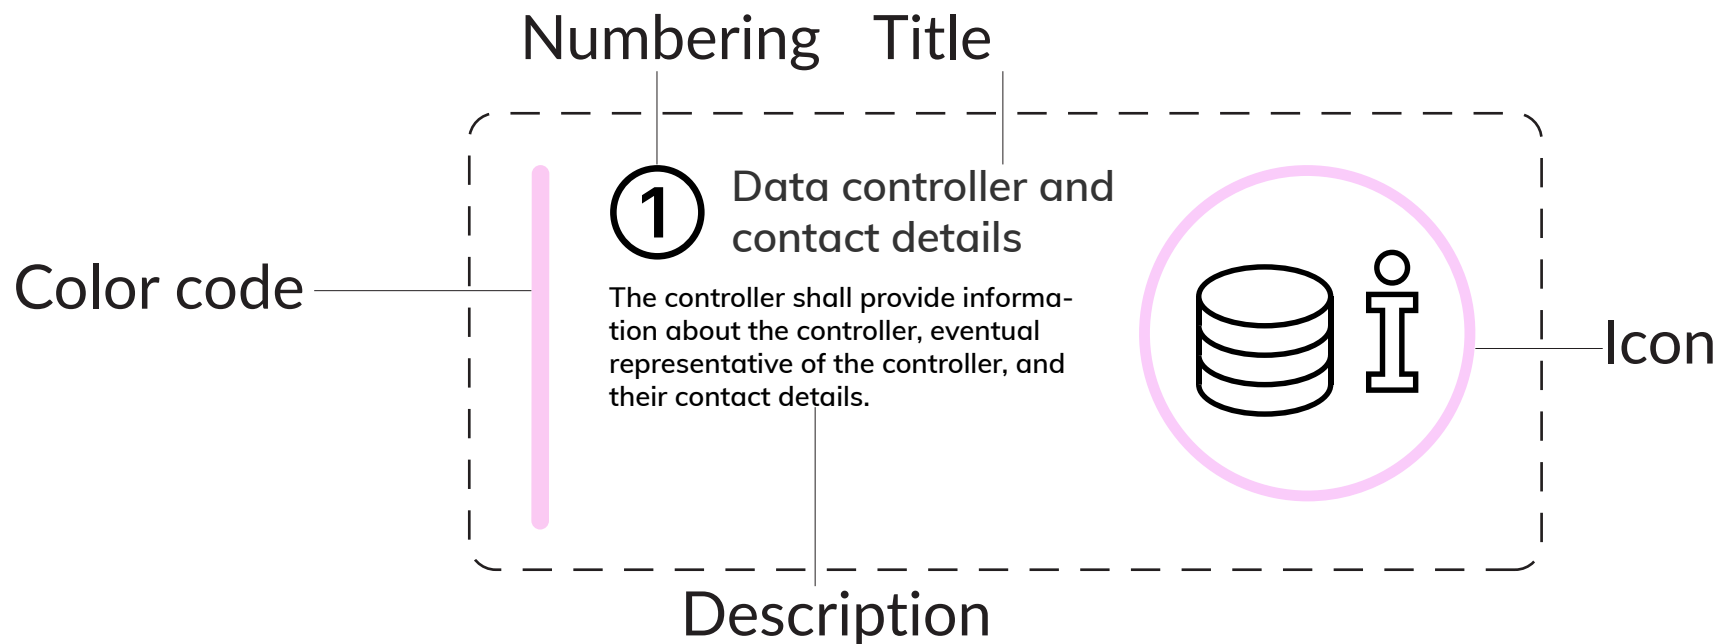 Numbering Title
1
Data controller and
contact details
Color code
The controller shall provide informa-
tion about the controller, eventual
representative of the controller, and
their contact details.
Icon
Description